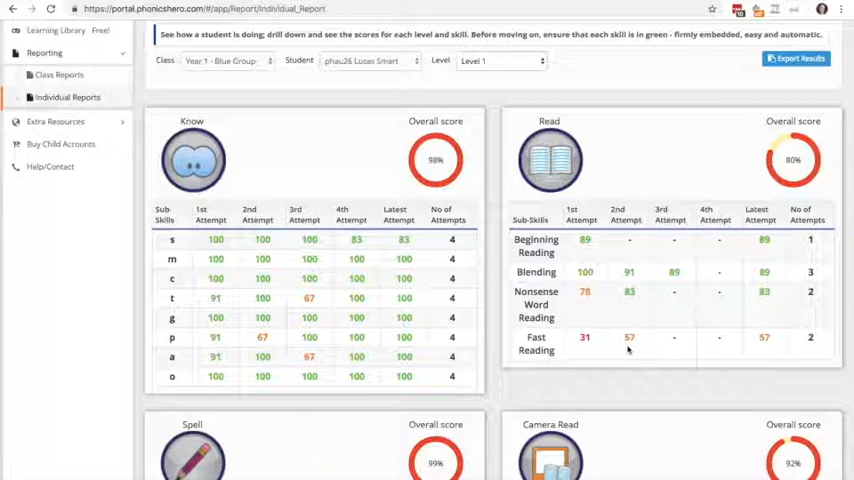 https://portal.phonicshero.com/#/app/Report/Individual_Report
Learning Library Free!
Reporting
Class Reports
Individual Reports
Extra Resources
Buy Child Accounts
Help/Contact
See how a student is doing; drill down and see the scores for each level and skill. Before moving on, ensure that each skill is in green - firmly embedded, easy and automatic.
Class Year 1 - Blue Group Student phau26 Lucas Smart Level Level 1
Export Results
Know Overall score
98%
Sub-Skills 1st Attempt 2nd Attempt 3rd Attempt 4th Attempt Latest Attempt No of Attempts
s 100 100 100 83 83 4
m 100 100 100 100 100 4
c 100 100 100 100 100 4
t 91 100 67 100 100 4
g 100 100 100 100 100 4
p 91 67 100 100 100 4
a 91 100 67 100 100 4
o 100 100 100 100 100 4
Read Overall score
80%
Sub-Skills 1st Attempt 2nd Attempt 3rd Attempt 4th Attempt Latest Attempt No of Attempts
Beginning Reading 89 - - - 89 1
Blending 100 91 89 - 89 3
Nonsense Word Reading 78 83 - - 83 2
Fast Reading 31 57 - - 57 2
Spell Overall score
99%
Camera Read Overall score
92%